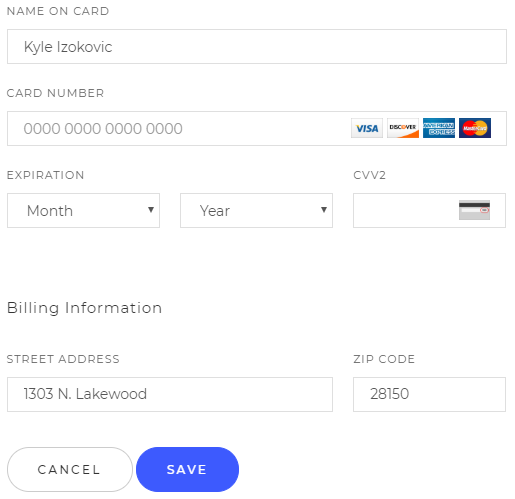 NAME ON CARD
Kyle Izokovic
CARD NUMBER
0000 0000 0000 0000 VISA DISCOVER AMERICAN EXPRESS MasterCard
EXPIRATION CVV2
Month Year
Billing Information
STREET ADDRESS ZIP CODE
1303 N. Lakewood 28150
CANCEL SAVE